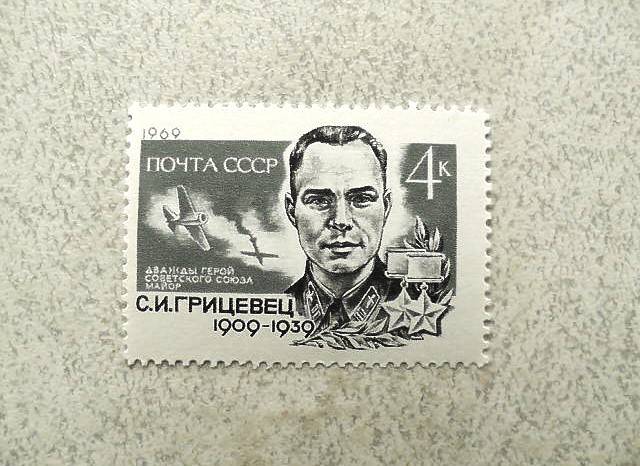 1969
ПОЧТА СССР
4К
ДВАЖДЫ ГЕРОЙ
СОВЕТСКОГО СОЮЗА
МАЙОР
С.И.ГРИЦЕВЕЦ
1909-1939